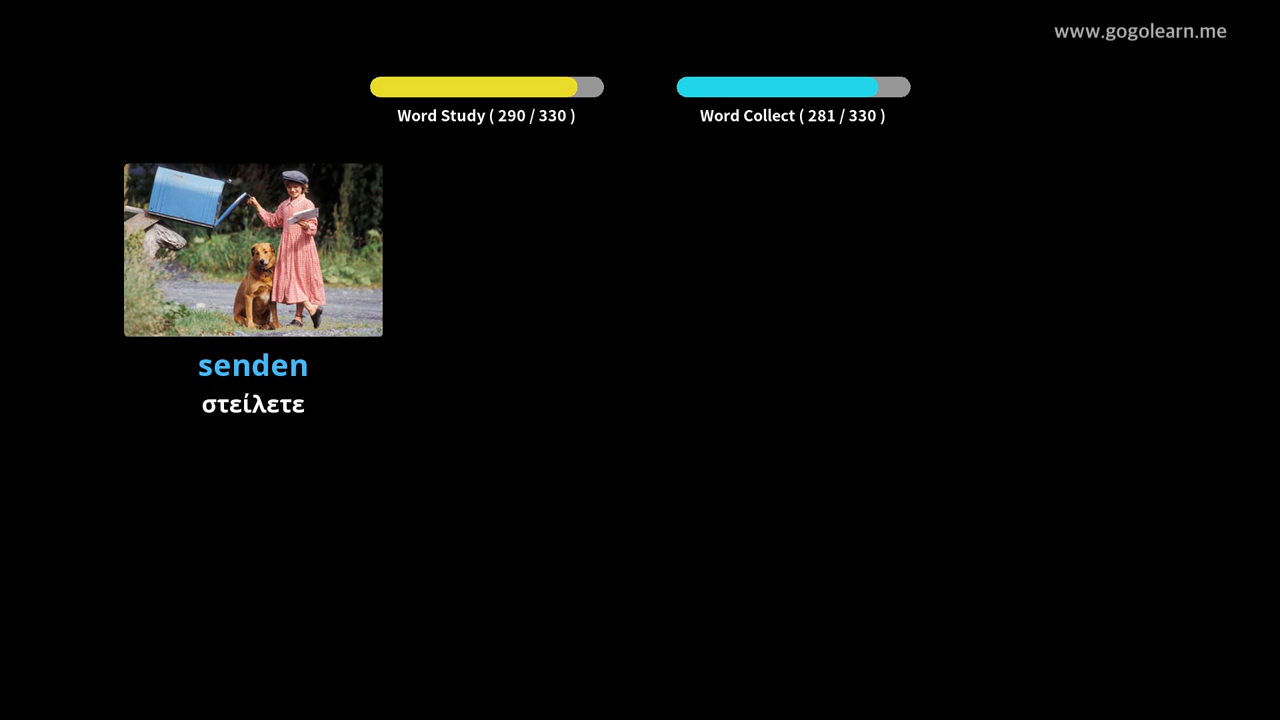 www.gogolearn.me
Word Study ( 290 / 330 )
Word Collect ( 281 / 330 )
senden
στείλετε